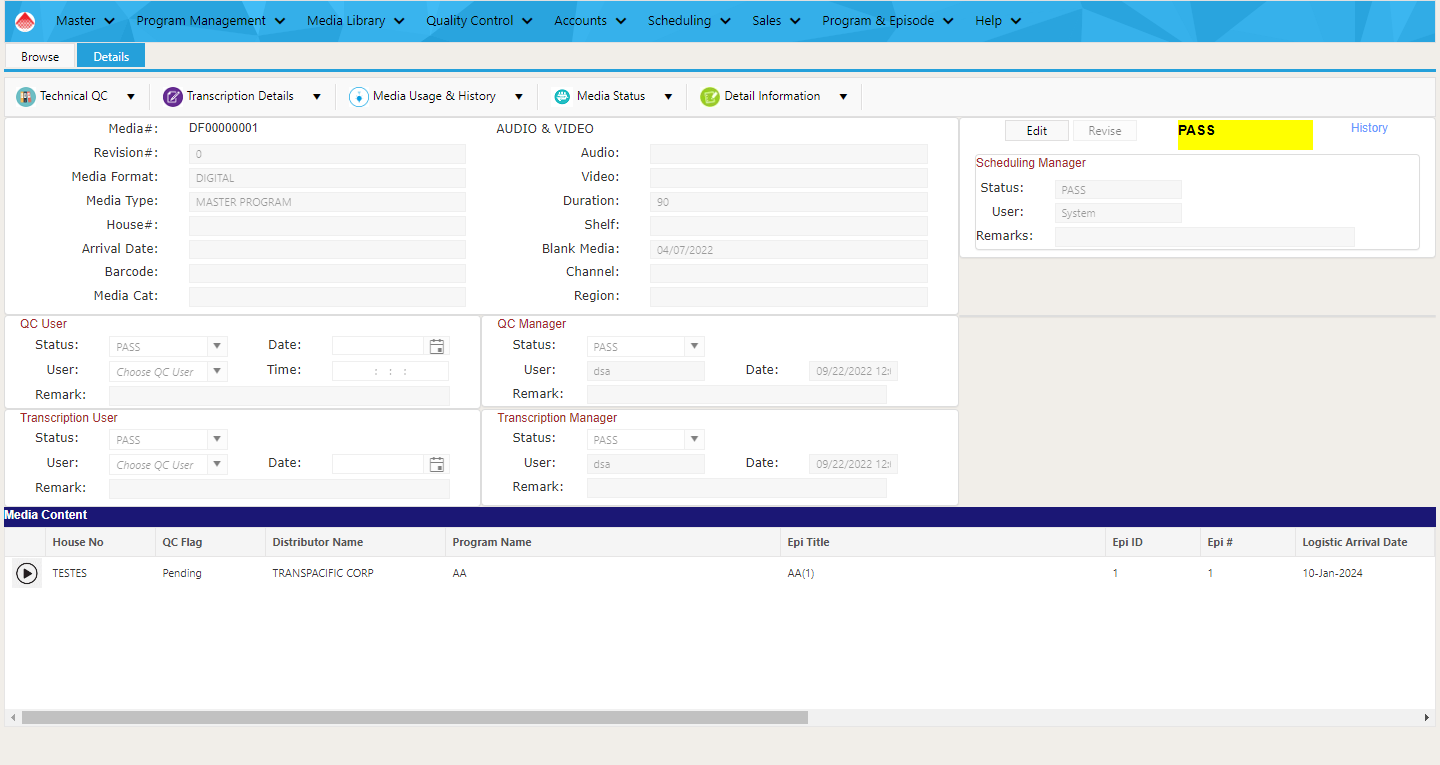 Master Program Management Media Library Quality Control Accounts Scheduling Sales Program & Episode Help
Browse Details
Technical QC Transcription Details Media Usage & History Media Status Detail Information
Media#: DF00000001 AUDIO & VIDEO
Revision#: 0 Audio:
Media Format: DIGITAL Video:
Media Type: MASTER PROGRAM Duration: 90
House#: Shelf:
Arrival Date: Blank Media: 04/07/2022
Barcode: Channel:
Media Cat: Region:
Edit Revise PASS History
Scheduling Manager
Status: PASS
User: System
Remarks:
QC User
Status: PASS Date:
User: Choose QC User Time: : : :
Remark:
QC Manager
Status: PASS
User: dsa Date: 09/22/2022 12:
Remark:
Transcription User
Status: PASS
User: Choose QC User Date:
Remark:
Transcription Manager
Status: PASS
User: dsa Date: 09/22/2022 12:
Remark:
Media Content
House No QC Flag Distributor Name Program Name Epi Title Epi ID Epi # Logistic Arrival Date
TESTES Pending TRANSPACIFIC CORP AA AA(1) 1 1 10-Jan-2024